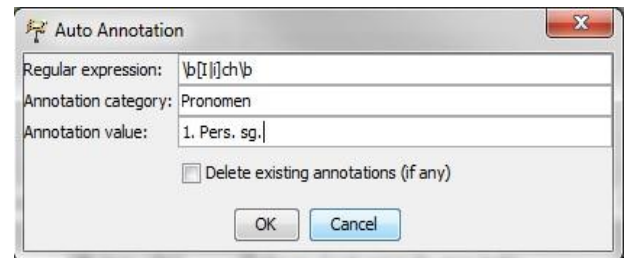 Auto Annotation
Regular expression: \b[I|i]ch\b
Annotation category: Pronomen
Annotation value: 1. Pers. sg.
Delete existing annotations (if any)
OK Cancel